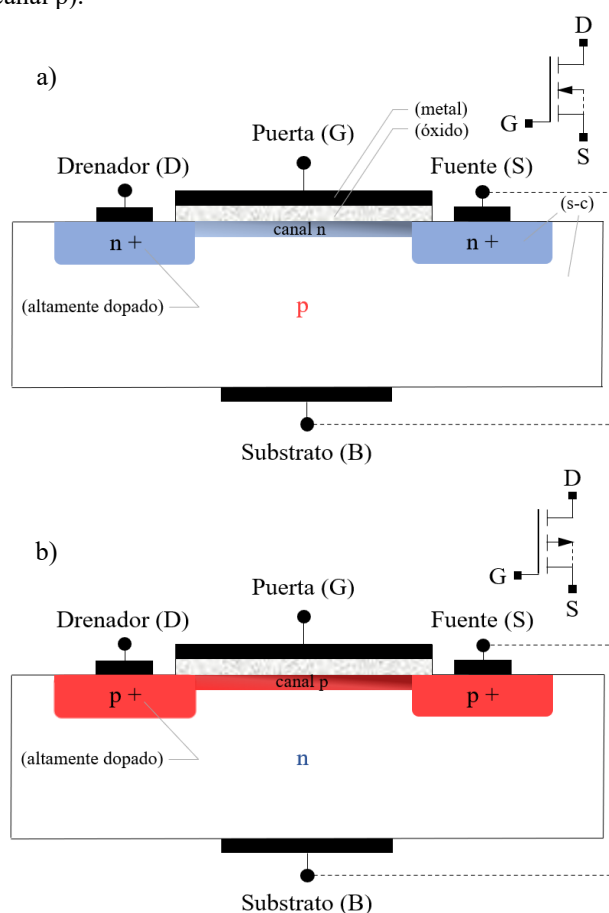 canal p).
a)
D
G
S
(metal)
(óxido)
Puerta (G)
Drenador (D)
Fuente (S)
(s-c)
canal n
n +
n +
(altamente dopado)
p
Substrato (B)
b)
D
G
S
Puerta (G)
Drenador (D)
Fuente (S)
canal p
p +
p +
(altamente dopado)
n
Substrato (B)